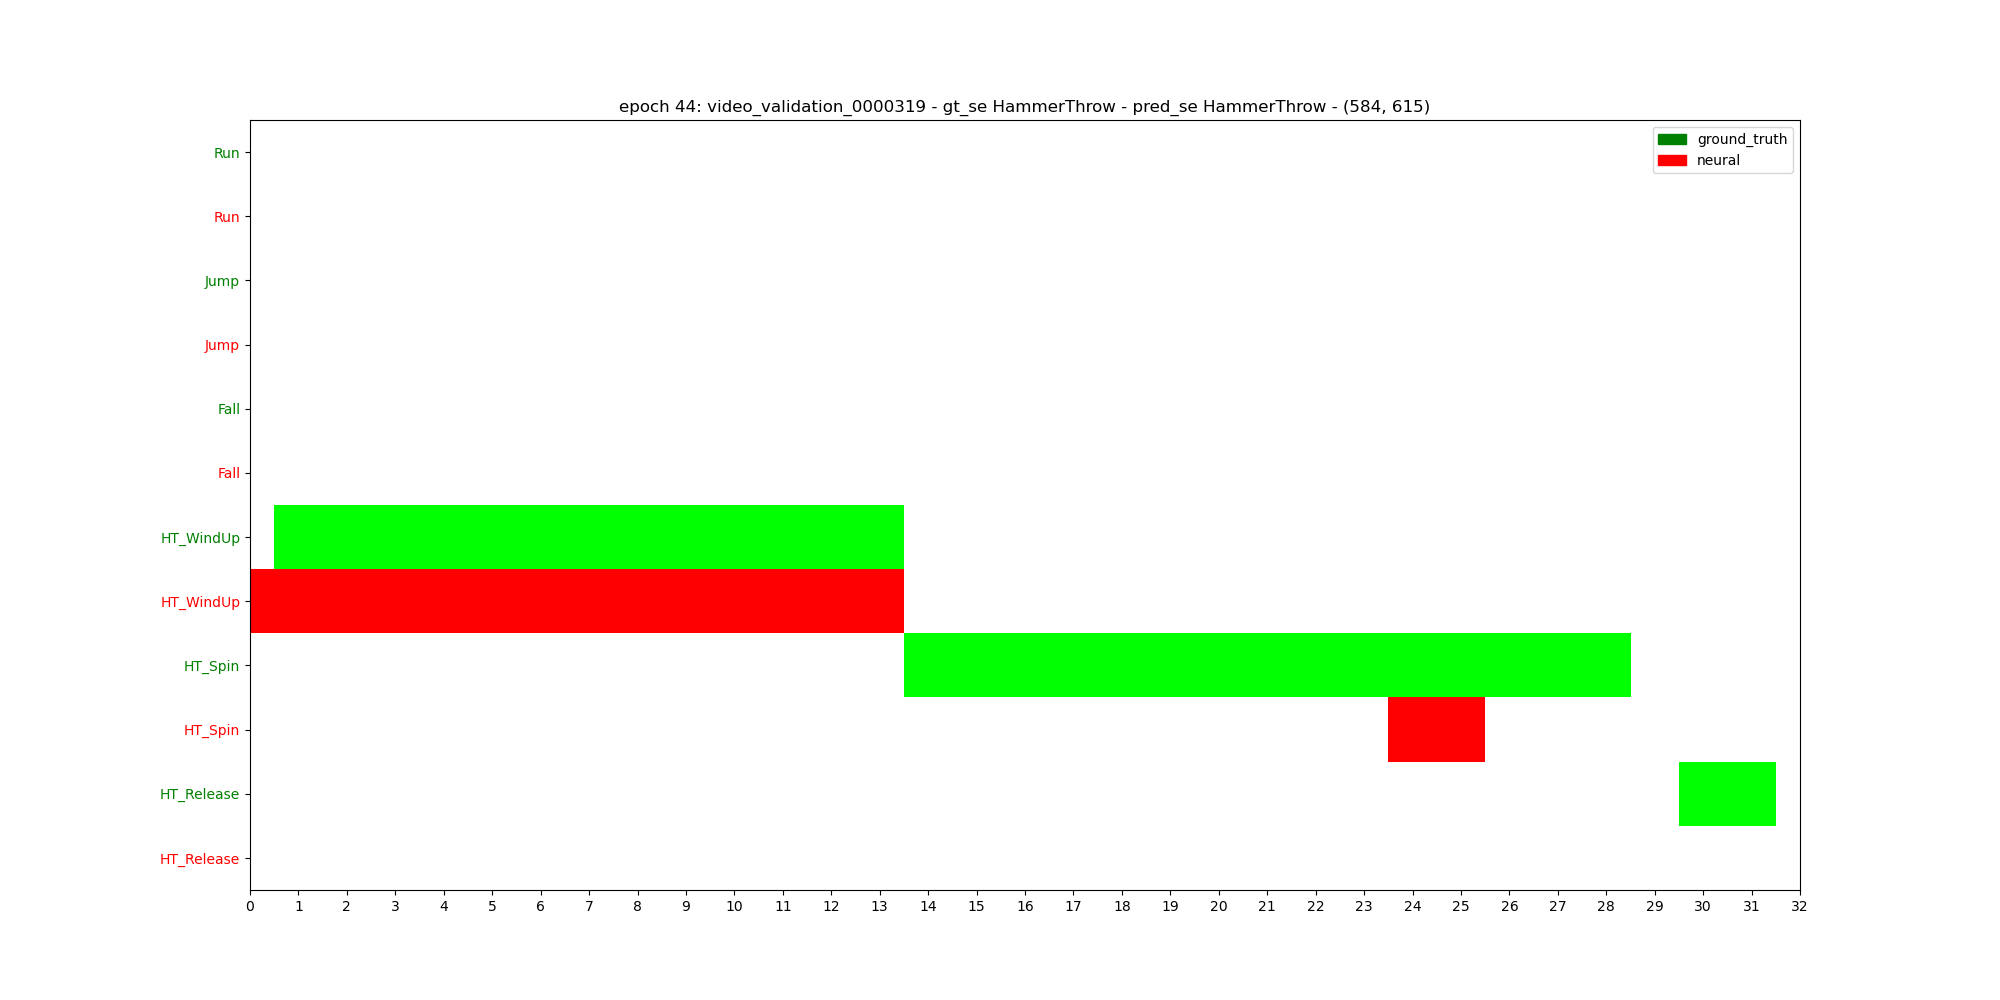 epoch 44: video_validation_0000319 - gt_se HammerThrow - pred_se HammerThrow - (584, 615)
ground_truth
neural
Run
Run
Jump
Jump
Fall
Fall
HT_WindUp
HT_WindUp
HT_Spin
HT_Spin
HT_Release
HT_Release
0 1 2 3 4 5 6 7 8 9 10 11 12 13 14 15 16 17 18 19 20 21 22 23 24 25 26 27 28 29 30 31 32